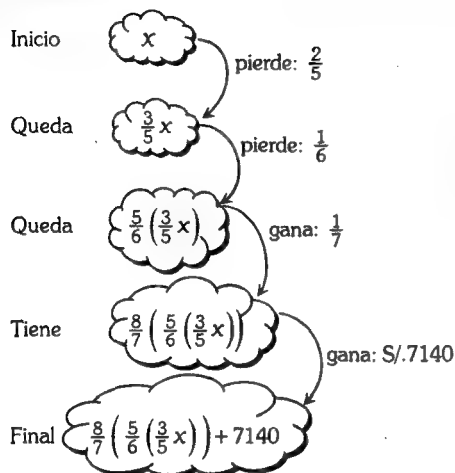 Inicio x
pierde: 2/5
Queda 3/5 x
pierde: 1/6
Queda 5/6 (3/5 x)
gana: 1/7
Tiene 8/7 ( 5/6 (3/5 x))
gana: S/.7140
Final 8/7 ( 5/6 (3/5 x)) + 7140